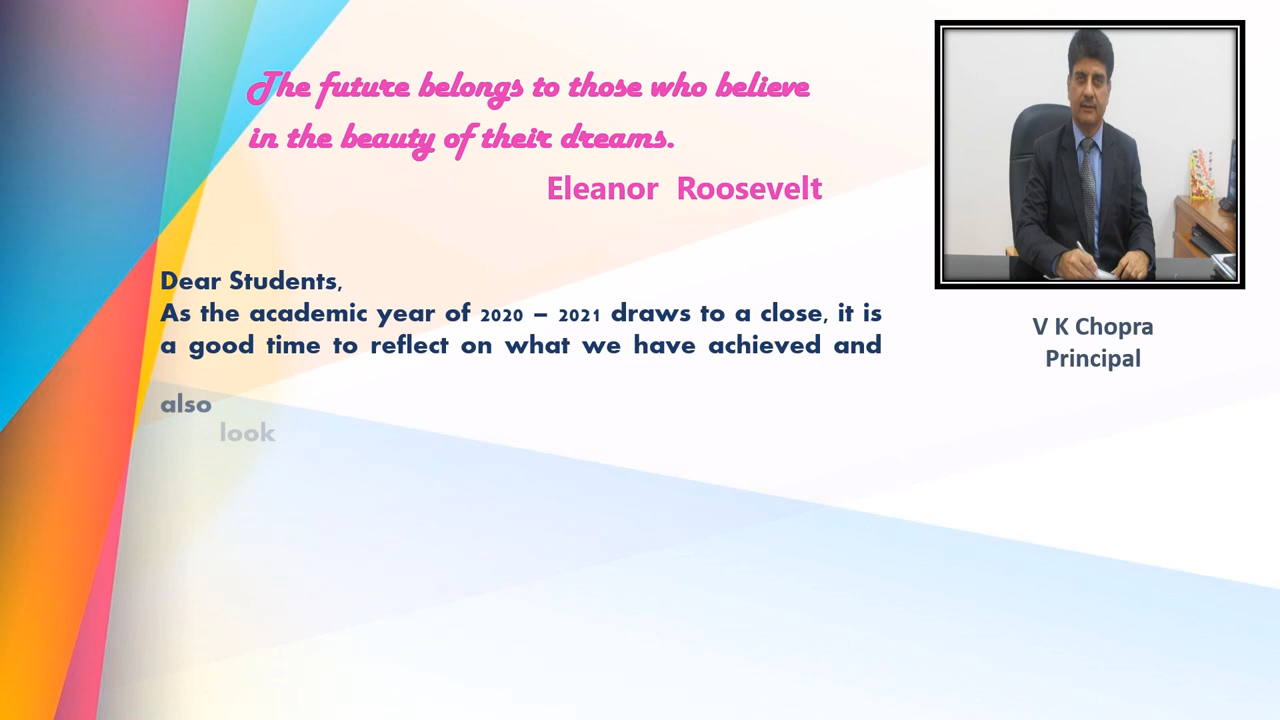 The future belongs to those who believe
in the beauty of their dreams.
Eleanor Roosevelt
Dear Students,
As the academic year of 2020 – 2021 draws to a close, it is
a good time to reflect on what we have achieved and
also
look
V K Chopra
Principal